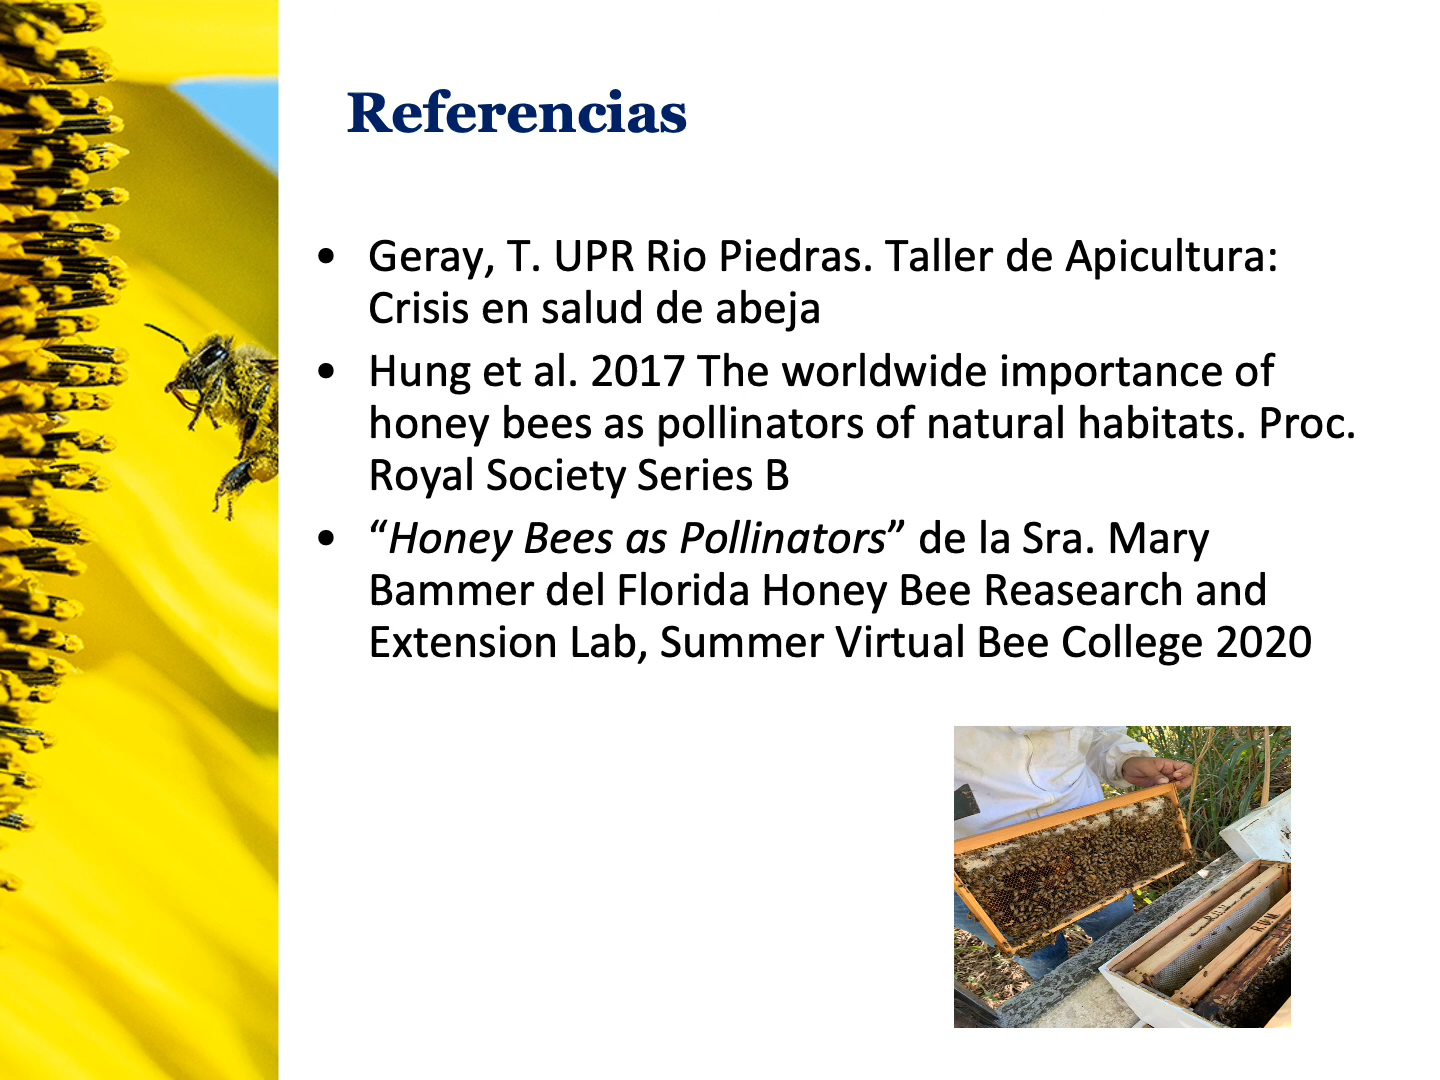 Referencias
• Geray, T. UPR Rio Piedras. Taller de Apicultura:
Crisis en salud de abeja
• Hung et al. 2017 The worldwide importance of
honey bees as pollinators of natural habitats. Proc.
Royal Society Series B
• “Honey Bees as Pollinators” de la Sra. Mary
Bammer del Florida Honey Bee Reasearch and
Extension Lab, Summer Virtual Bee College 2020
R.U.M
R.U.M